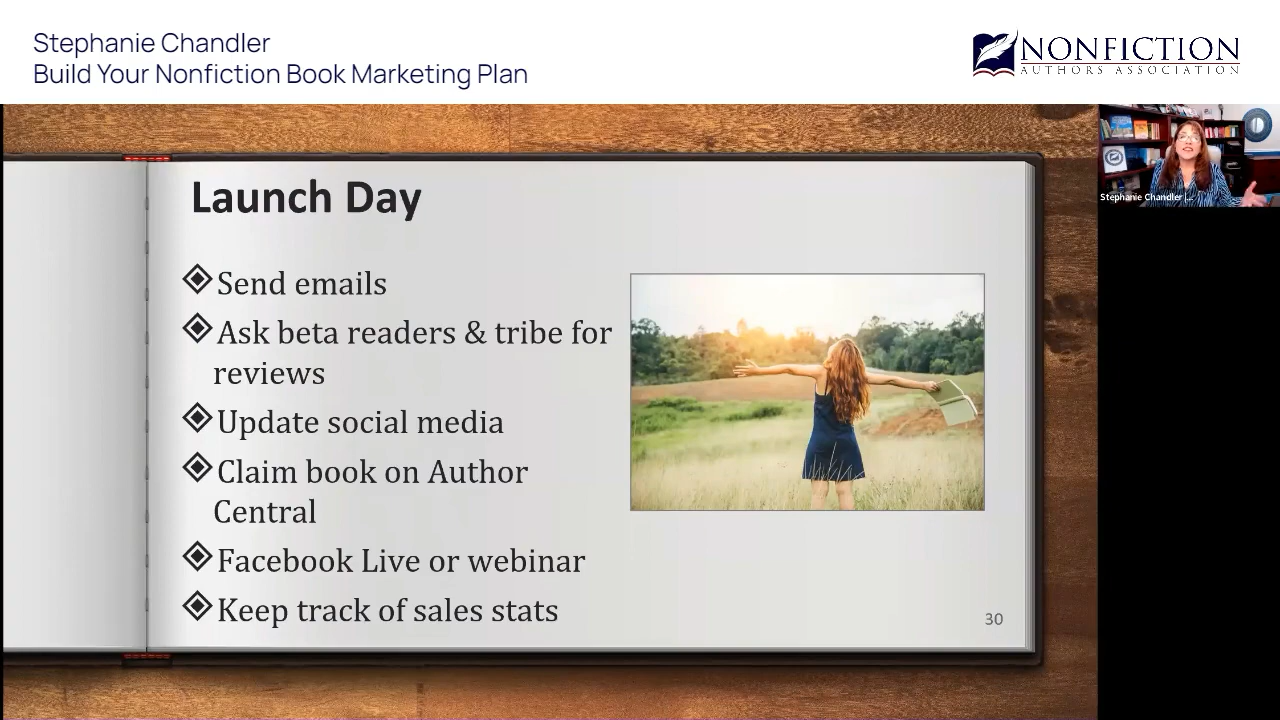 Stephanie Chandler
Build Your Nonfiction Book Marketing Plan
NONFICTION
AUTHORS ASSOCIATION
Stephanie Chandler |...
Launch Day
Send emails
Ask beta readers & tribe for
reviews
Update social media
Claim book on Author
Central
Facebook Live or webinar
Keep track of sales stats
30